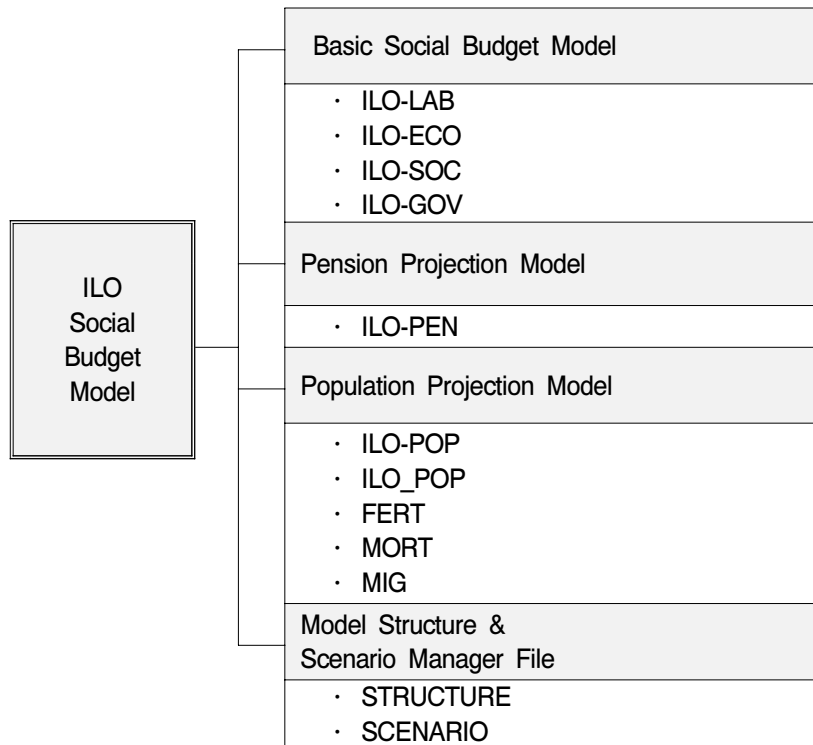 ILO
Social
Budget
Model
Basic Social Budget Model
· ILO-LAB
· ILO-ECO
· ILO-SOC
· ILO-GOV
Pension Projection Model
· ILO-PEN
Population Projection Model
· ILO-POP
· ILO_POP
· FERT
· MORT
· MIG
Model Structure &
Scenario Manager File
· STRUCTURE
· SCENARIO